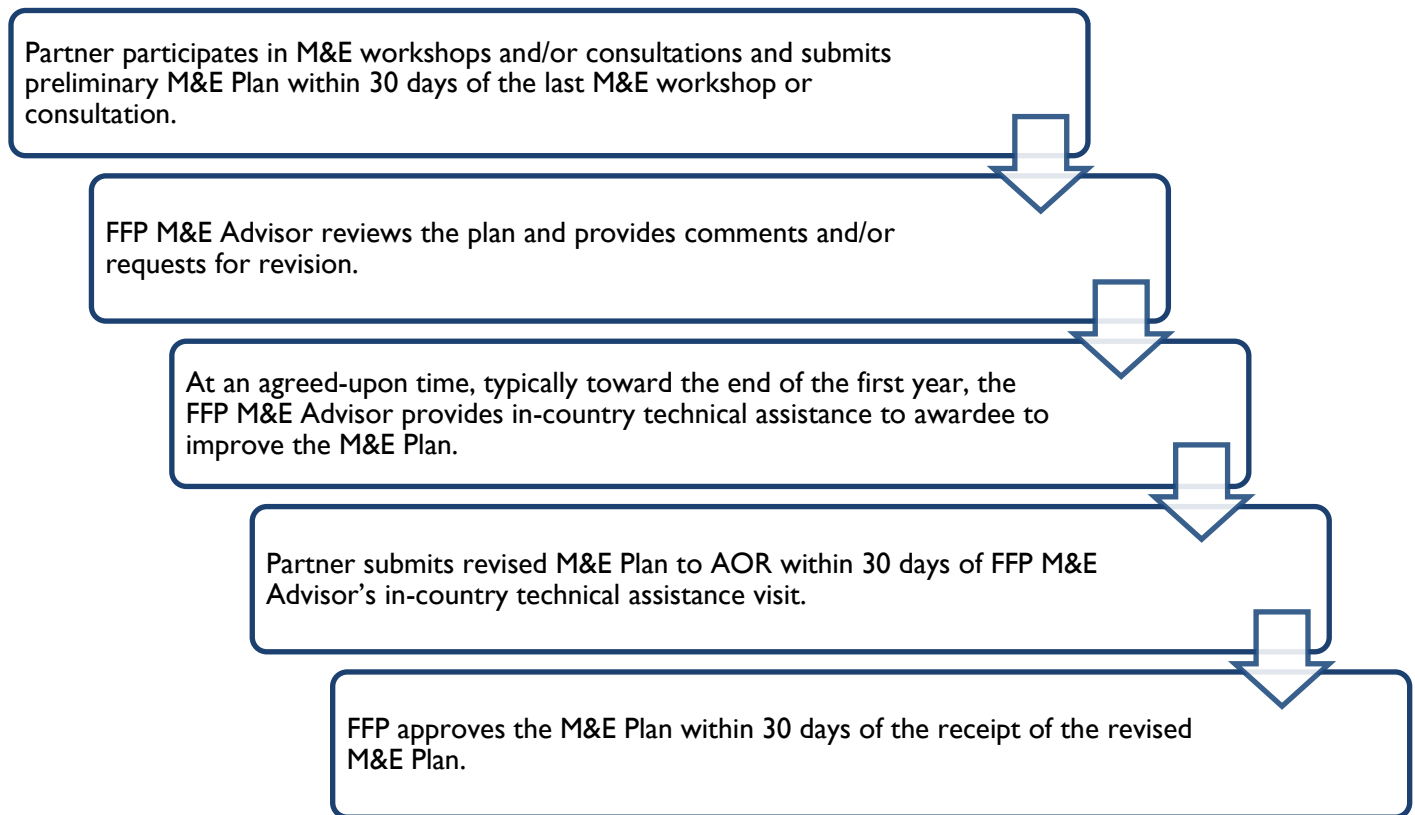 Partner participates in M&E workshops and/or consultations and submits
preliminary M&E Plan within 30 days of the last M&E workshop or
consultation.
FFP M&E Advisor reviews the plan and provides comments and/or
requests for revision.
At an agreed-upon time, typically toward the end of the first year, the
FFP M&E Advisor provides in-country technical assistance to awardee to
improve the M&E Plan.
Partner submits revised M&E Plan to AOR within 30 days of FFP M&E
Advisor’s in-country technical assistance visit.
FFP approves the M&E Plan within 30 days of the receipt of the revised
M&E Plan.